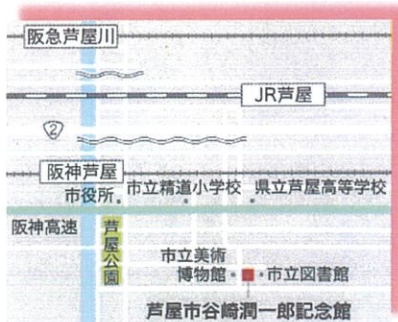 阪急芦屋川
JR芦屋
2
阪神芦屋
市役所
市立精道小学校
県立芦屋高等学校
阪神高速
芦屋公園
市立美術
博物館
市立図書館
芦屋市谷崎潤一郎記念館